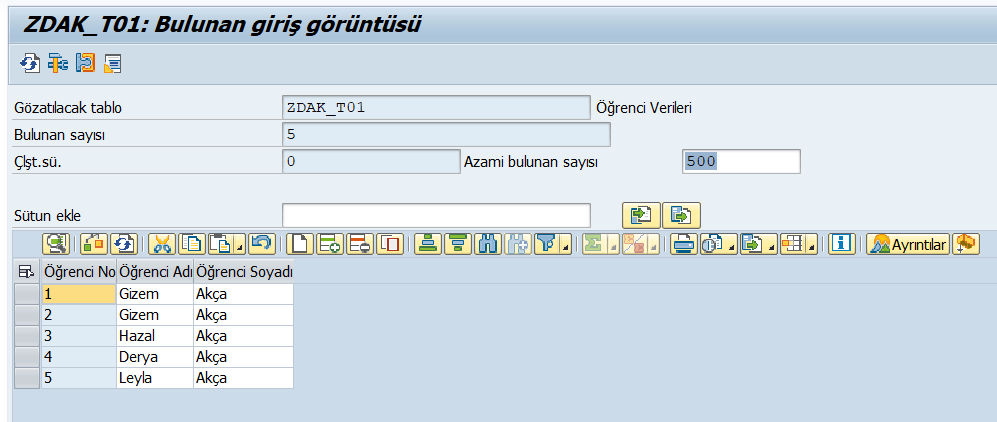 ZDAK_T01: Bulunan giriş görüntüsü
Gözatılacak tablo ZDAK_T01 Öğrenci Verileri
Bulunan sayısı 5
Çlşt.sü. 0 Azami bulunan sayısı 500
Sütun ekle
Ayrıntılar
Öğrenci No Öğrenci Adı Öğrenci Soyadı
1 Gizem Akça
2 Gizem Akça
3 Hazal Akça
4 Derya Akça
5 Leyla Akça